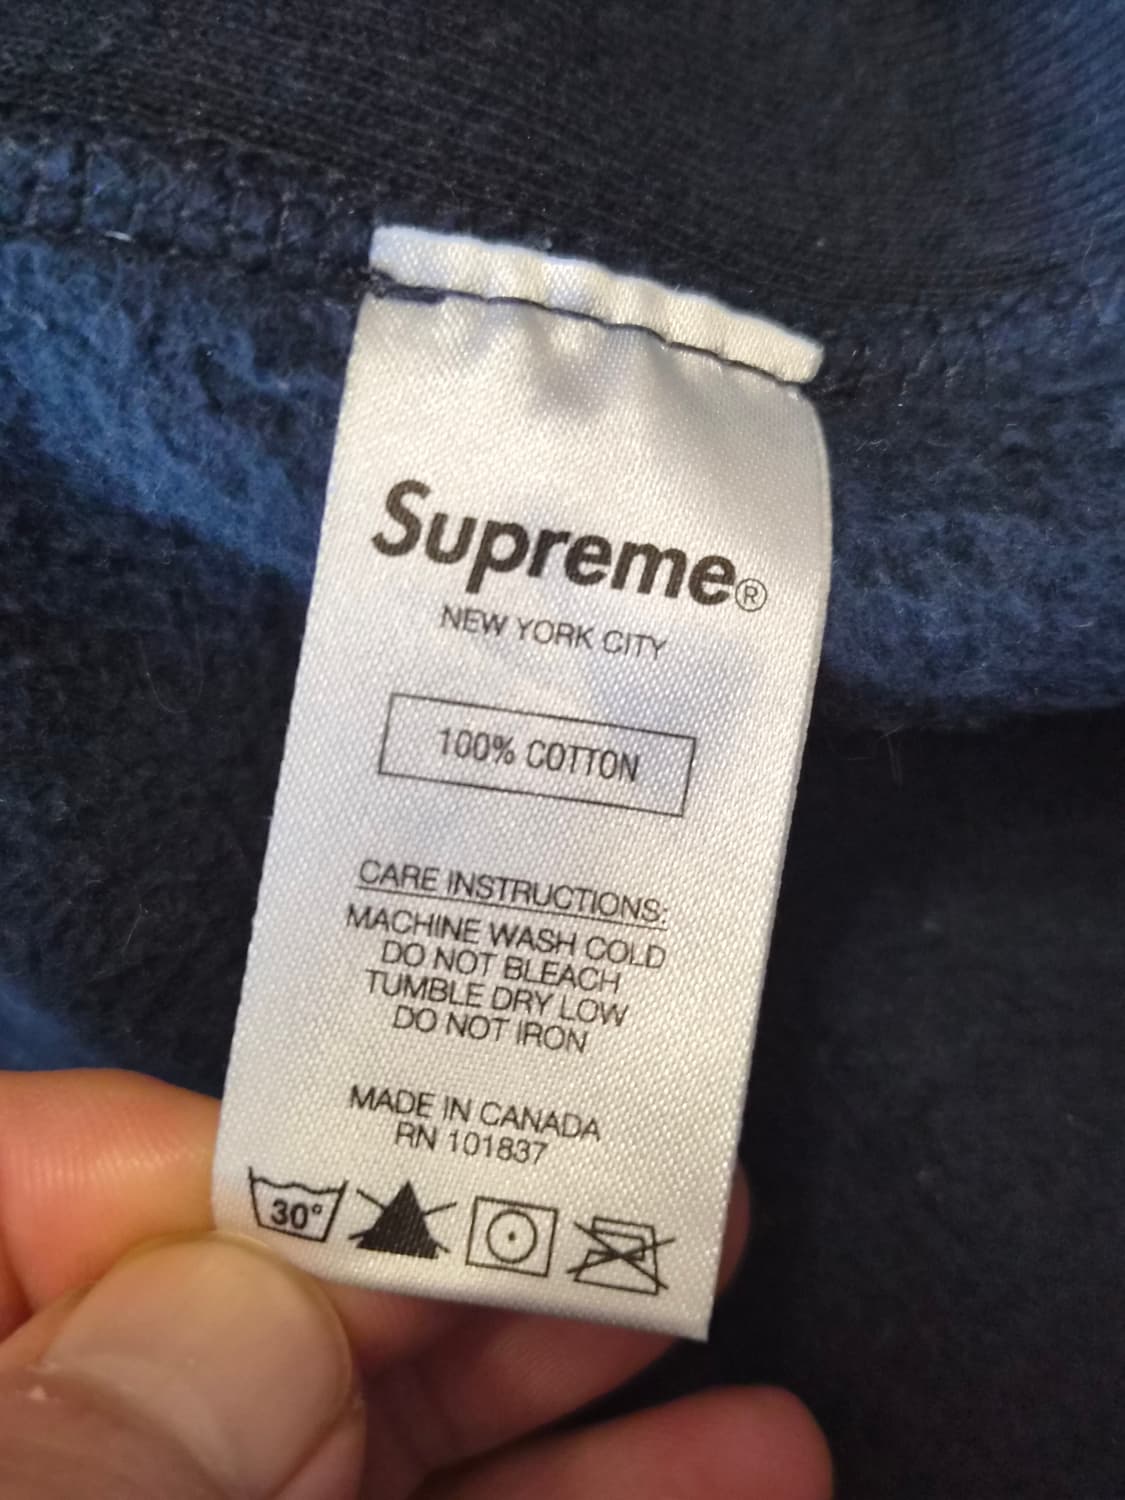 Supreme®
NEW YORK CITY
100% COTTON
CARE INSTRUCTIONS:
MACHINE WASH COLD
DO NOT BLEACH
TUMBLE DRY LOW
DO NOT IRON
MADE IN CANADA
RN 101837
30°